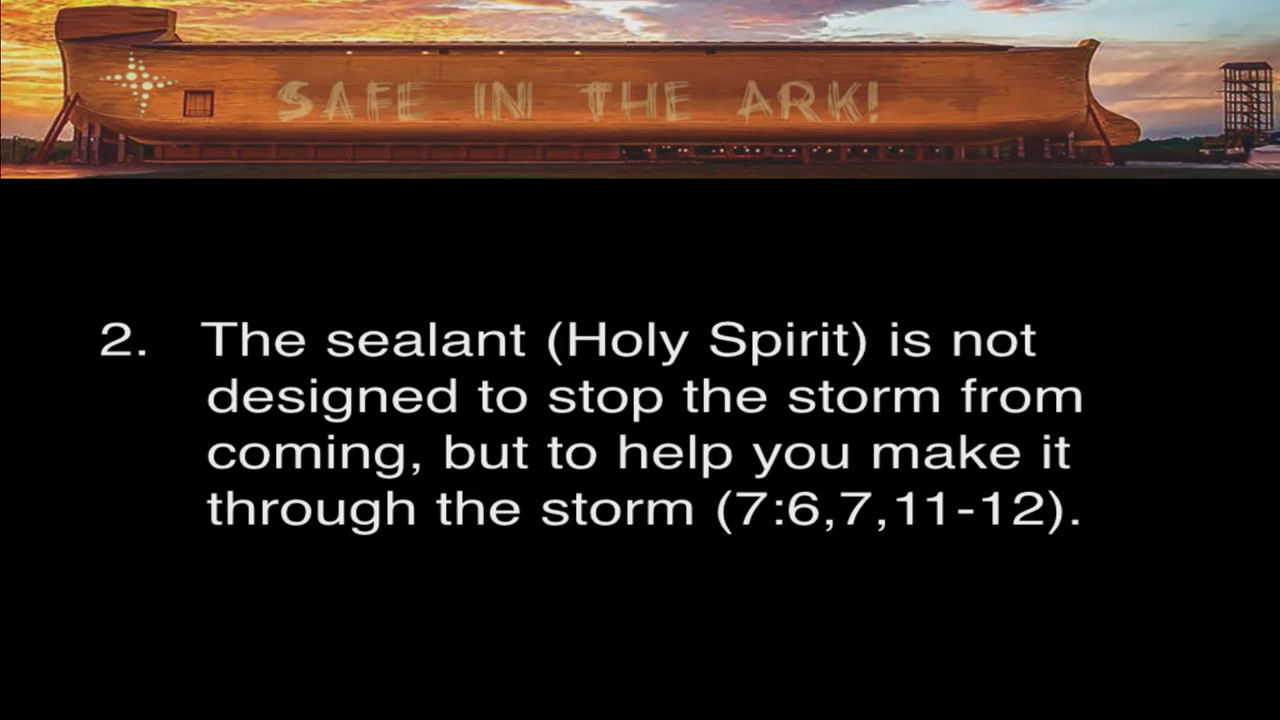 SAFE IN THE ARK!
2. The sealant (Holy Spirit) is not
designed to stop the storm from
coming, but to help you make it
through the storm (7:6,7,11-12).